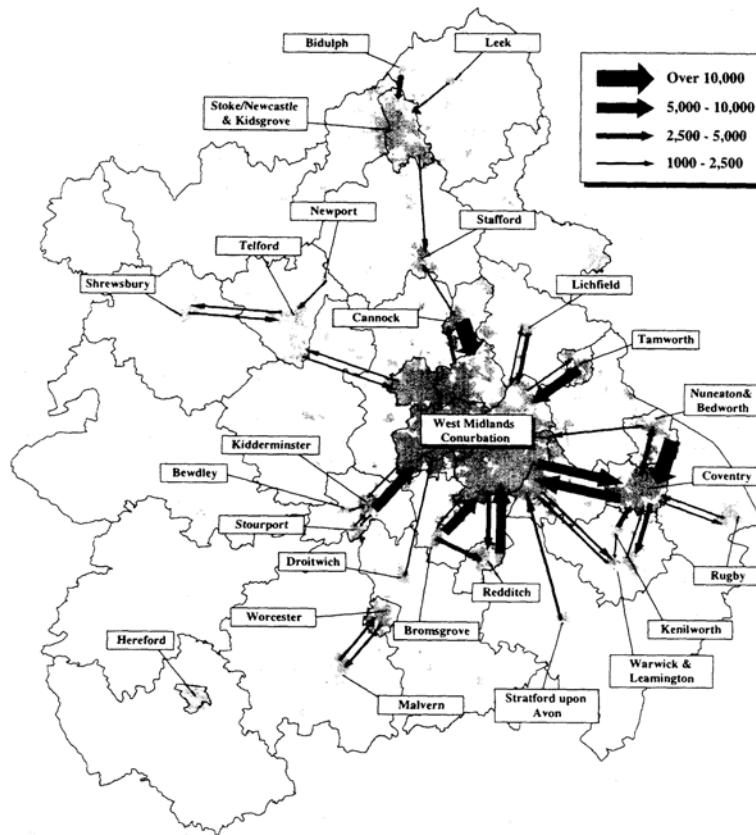 Bidulph
Leek
Over 10,000
5,000 - 10,000
2,500 - 5,000
1000 - 2,500
Stoke/Newcastle
& Kidsgrove
Newport
Stafford
Telford
Shrewsbury
Lichfield
Cannock
Tamworth
Nuneaton&
Bedworth
West Midlands
Conurbation
Kidderminster
Coventry
Bewdley
Stourport
Droitwich
Redditch
Rugby
Worcester
Bromsgrove
Kenilworth
Hereford
Warwick &
Leamington
Malvern
Stratford upon
Avon